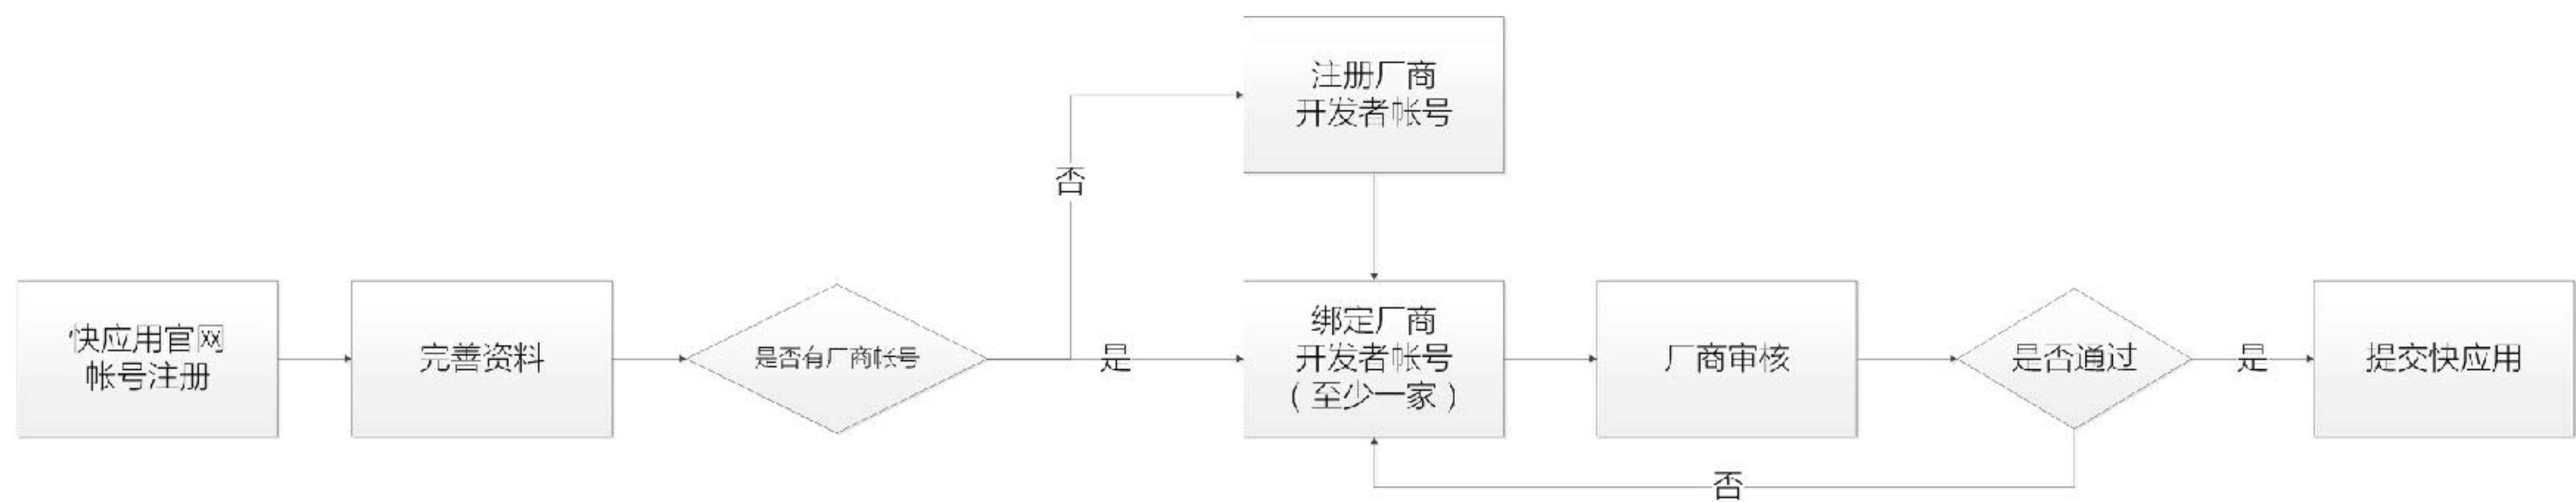 注册厂商
开发者帐号
否
快应用官网
帐号注册
完善资料
是否有厂商帐号
是
绑定厂商
开发者帐号
（至少一家）
厂商审核
是否通过
是
提交快应用
否